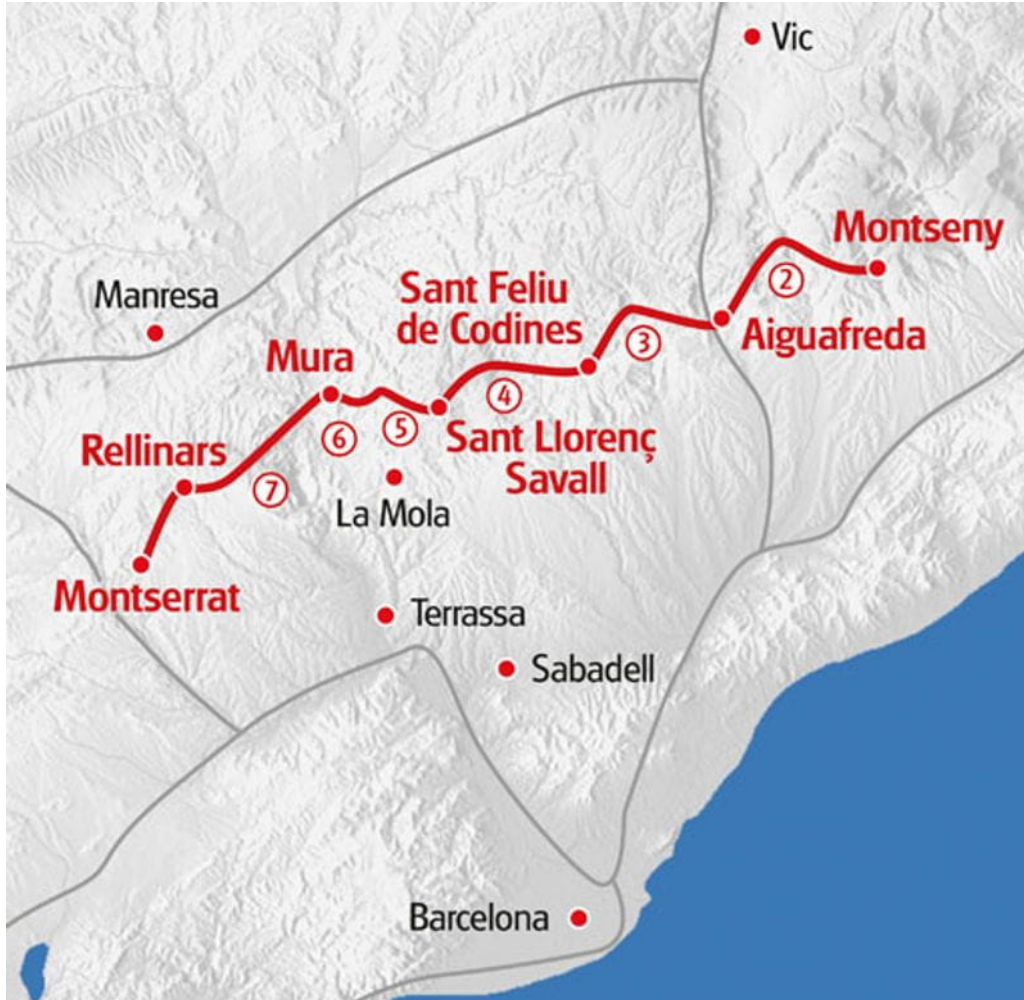 Vic
Montseny
②
Manresa
Sant Feliu
de Codines
③
Aiguafreda
Mura
④
⑤
⑥
Sant Llorenç
Savall
Rellinars
⑦
La Mola
Montserrat
Terrassa
Sabadell
Barcelona